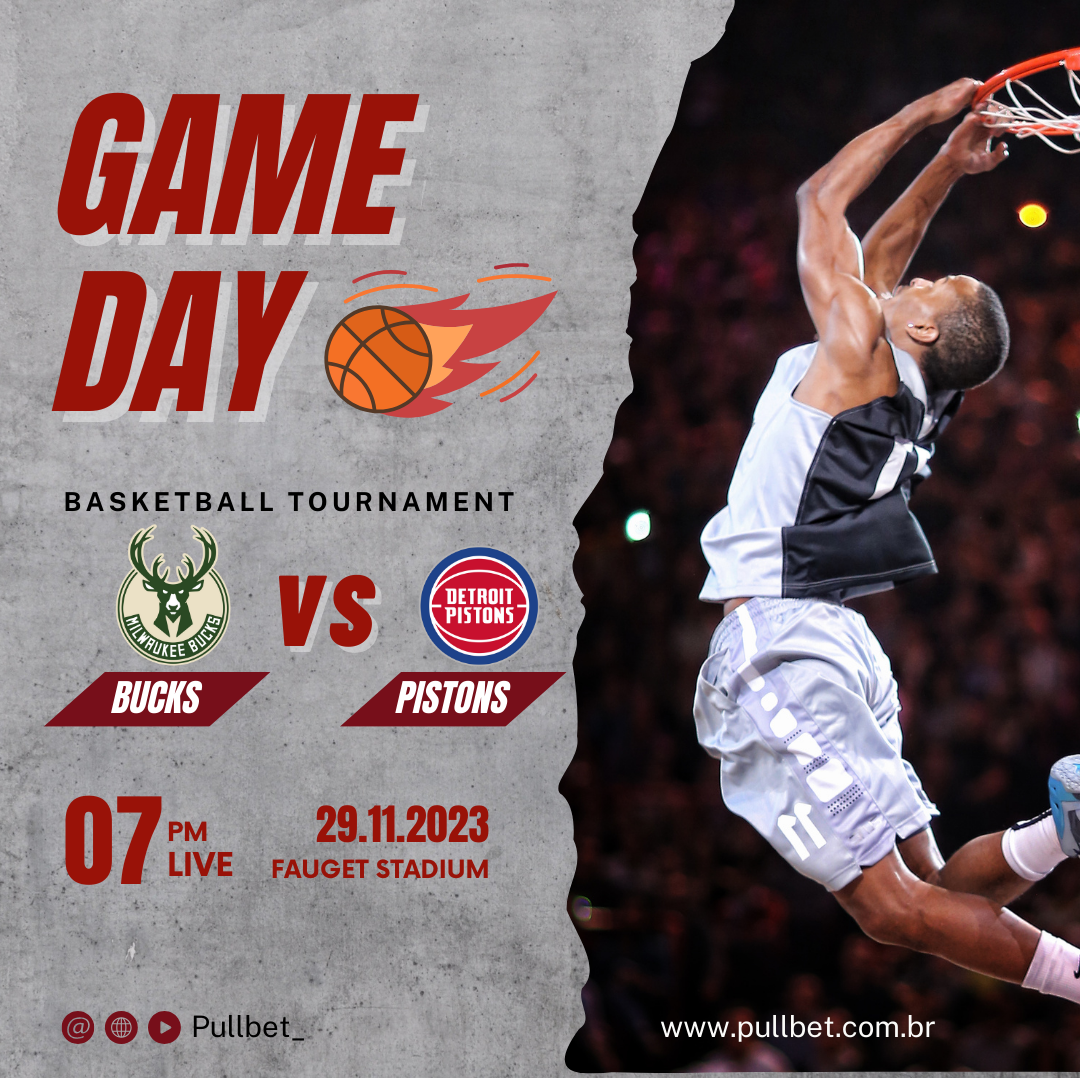 GAME
DAY
BASKETBALL TOURNAMENT
MILWAUKEE BUCKS
VS
DETROIT
PISTONS
BUCKS
PISTONS
07 PM
LIVE
29.11.2023
FAUGET STADIUM
@ Pullbet_
www.pullbet.com.br